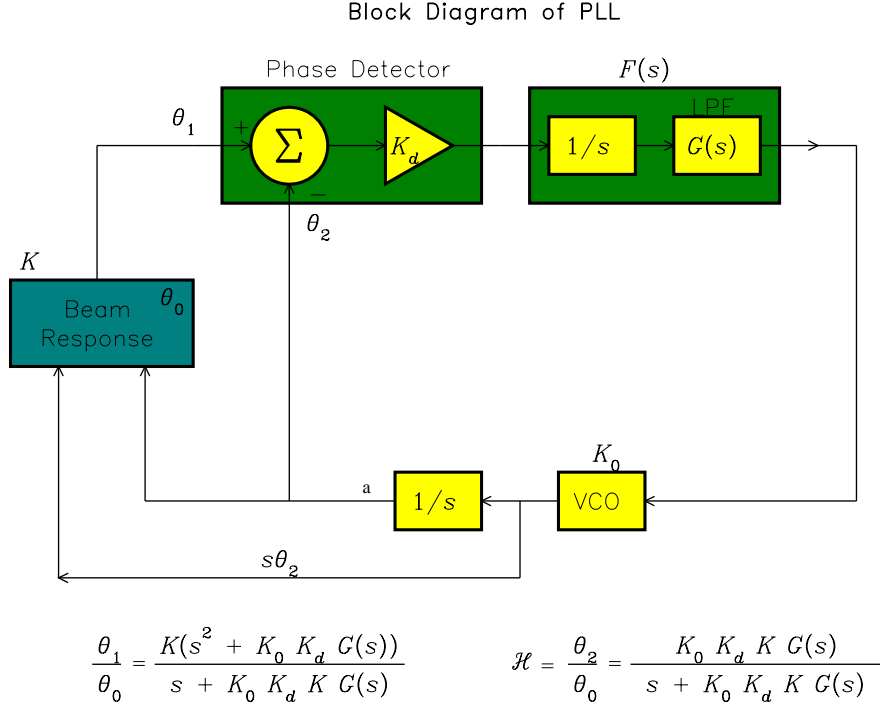 Block Diagram of PLL
Phase Detector
F(s)
LPF
θ₁
+
Σ
K_d
1/s
G(s)
−
θ₂
K
θ₀
Beam
Response
K₀
a
1/s
VCO
sθ₂
θ₁/θ₀ = K(s² + K₀ K_d G(s)) / (s + K₀ K_d K G(s))
ℋ = θ₂/θ₀ = K₀ K_d K G(s) / (s + K₀ K_d K G(s))